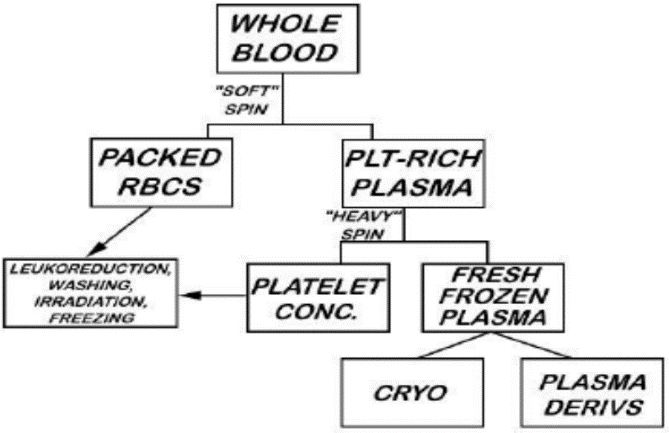 WHOLE
BLOOD
"SOFT"
SPIN
PACKED
RBCS
PLT-RICH
PLASMA
"HEAVY"
SPIN
LEUKOREDUCTION,
WASHING,
IRRADIATION,
FREEZING
PLATELET
CONC.
FRESH
FROZEN
PLASMA
CRYO
PLASMA
DERIVS